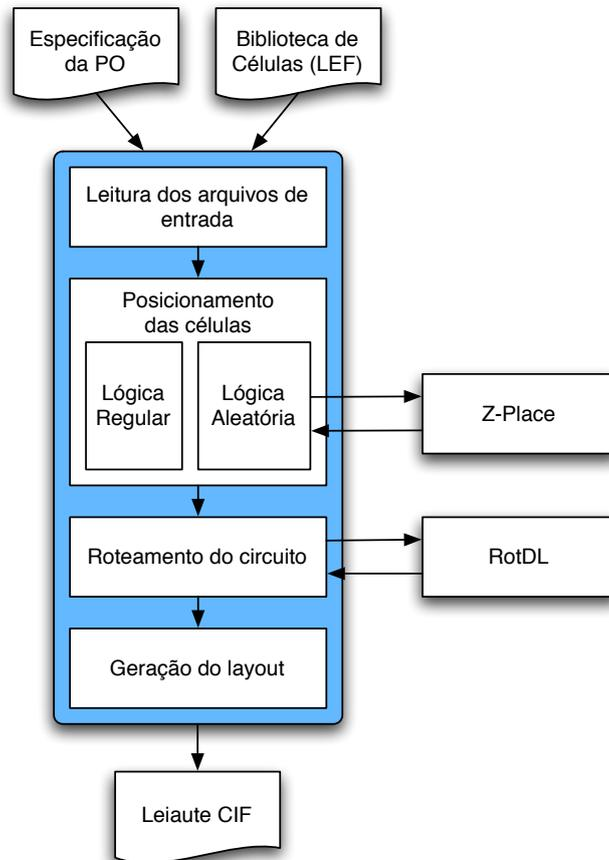 Especificação
da PO
Biblioteca de
Células (LEF)
Leitura dos arquivos de
entrada
Posicionamento
das células
Lógica
Regular
Lógica
Aleatória
Z-Place
Roteamento do circuito
RotDL
Geração do layout
Leiaute CIF